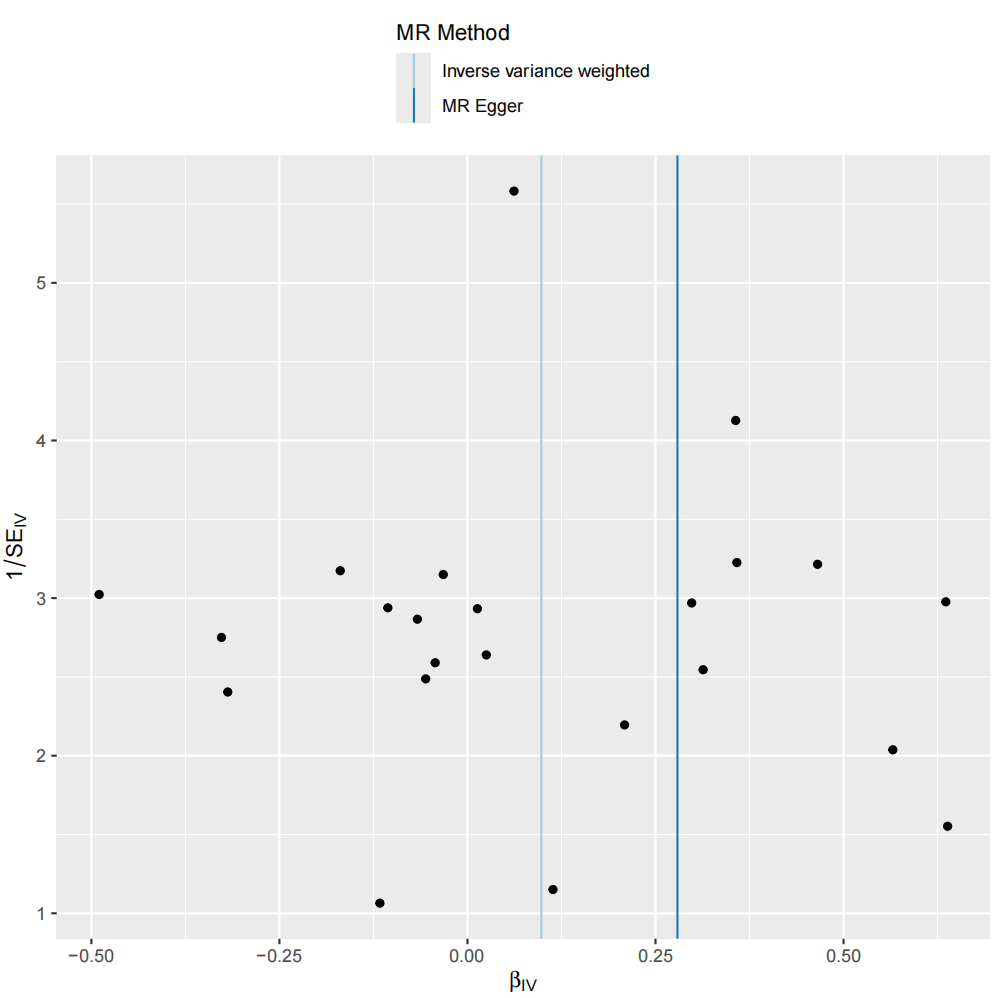 MR Method
Inverse variance weighted
MR Egger
1/SE_IV
5
4
3
2
1
−0.50
−0.25
0.00
0.25
0.50
β_IV